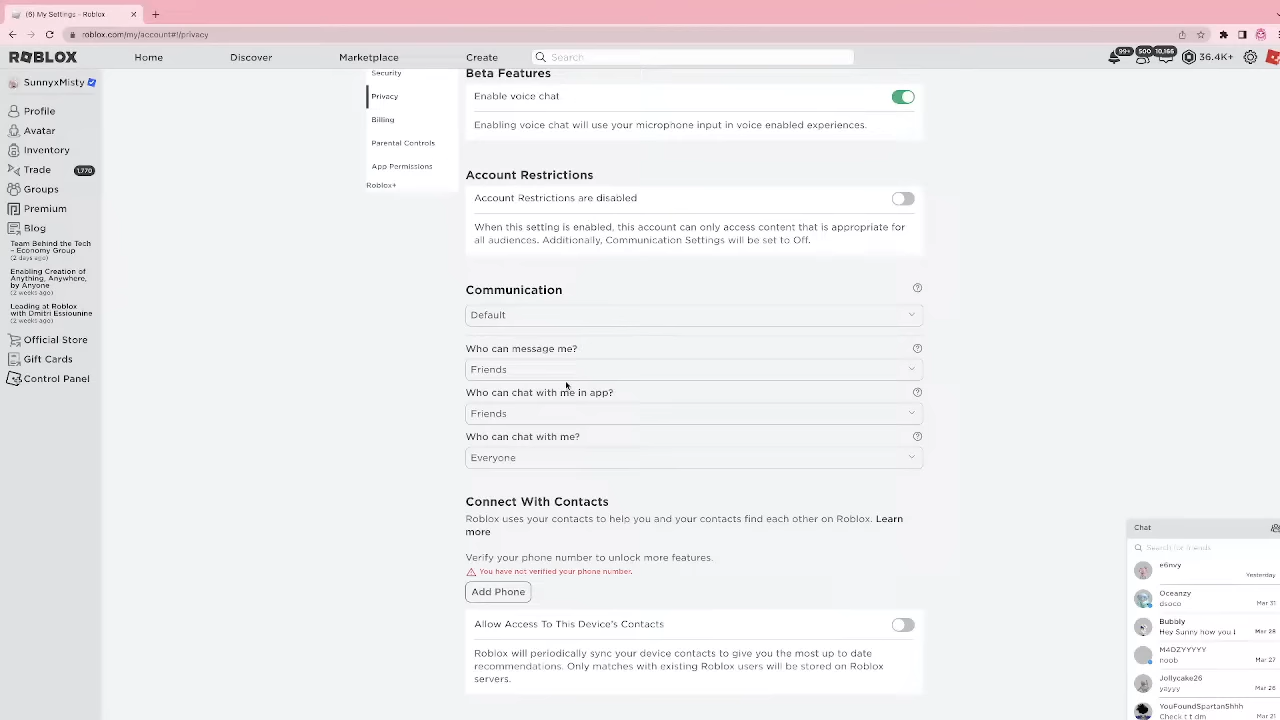 (6) My Settings - Roblox
roblox.com/my/account#!/privacy
ROBLOX
Home
Discover
Marketplace
Create
Search
99+
500
10,166
36.4K+
SunnyxMisty
Profile
Avatar
Inventory
Trade
1,770
Groups
Premium
Blog
Team Behind the Tech
- Economy Group
(2 days ago)
Enabling Creation of
Anything, Anywhere,
by Anyone
(2 weeks ago)
Leading at Roblox
with Dmitri Essiounine
(2 weeks ago)
Official Store
Gift Cards
Control Panel
Security
Privacy
Billing
Parental Controls
App Permissions
Roblox+
Beta Features
Enable voice chat
Enabling voice chat will use your microphone input in voice enabled experiences.
Account Restrictions
Account Restrictions are disabled
When this setting is enabled, this account can only access content that is appropriate for
all audiences. Additionally, Communication Settings will be set to Off.
Communication
Default
Who can message me?
Friends
Who can chat with me in app?
Friends
Who can chat with me?
Everyone
Connect With Contacts
Roblox uses your contacts to help you and your contacts find each other on Roblox. Learn
more
Verify your phone number to unlock more features.
You have not verified your phone number.
Add Phone
Allow Access To This Device's Contacts
Roblox will periodically sync your device contacts to give you the most up to date
recommendations. Only matches with existing Roblox users will be stored on Roblox
servers.
Chat
Search for friends
e6nvy
Yesterday
Oceanzy
dsaco Mar 31
Bubbly
Hey Sunny how you Mar 28
M4DZYYYYY
noob Mar 27
Jollycake26
yayyy Mar 26
YouFoundSpartanShhh
Check t t dm Mar 21